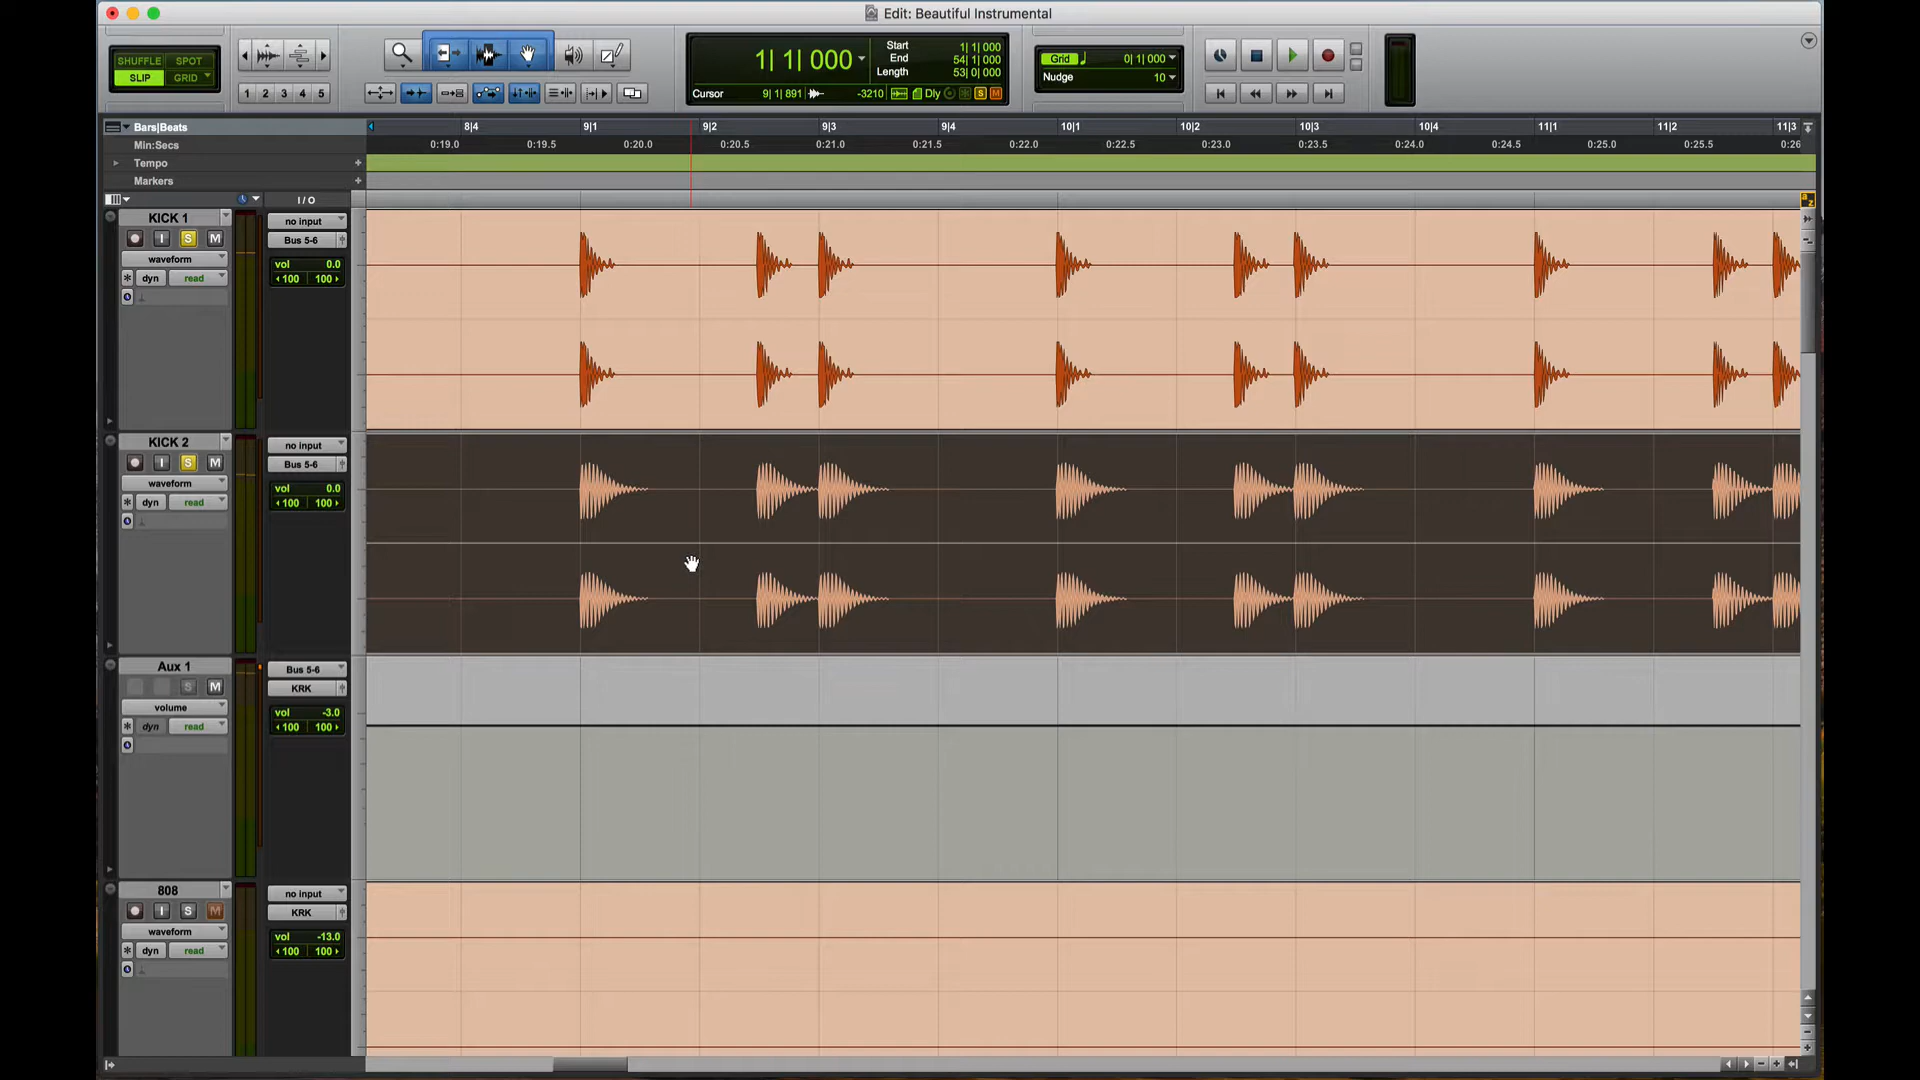 Edit: Beautiful Instrumental
SHUFFLE SPOT
SLIP GRID
1 2 3 4 5
1| 1| 000
Start 1| 1| 000
End 54| 1| 000
Length 53| 0| 000
Cursor 9| 1| 891 -3210 Dly S M
Grid 0| 1| 000
Nudge 10
Bars|Beats
8|4 9|1 9|2 9|3 9|4 10|1 10|2 10|3 10|4 11|1 11|2 11|3
Min:Secs
0:19.0 0:19.5 0:20.0 0:20.5 0:21.0 0:21.5 0:22.0 0:22.5 0:23.0 0:23.5 0:24.0 0:24.5 0:25.0 0:25.5 0:26
Tempo
Markers
I / O
a z
KICK 1
no input
I S M
Bus 5-6
waveform
vol 0.0
dyn read
100 100
KICK 2
no input
I S M
Bus 5-6
waveform
vol 0.0
dyn read
100 100
Aux 1
Bus 5-6
S M
KRK
volume
vol -3.0
dyn read
100 100
808
no input
I S M
KRK
waveform
vol -13.0
dyn read
100 100